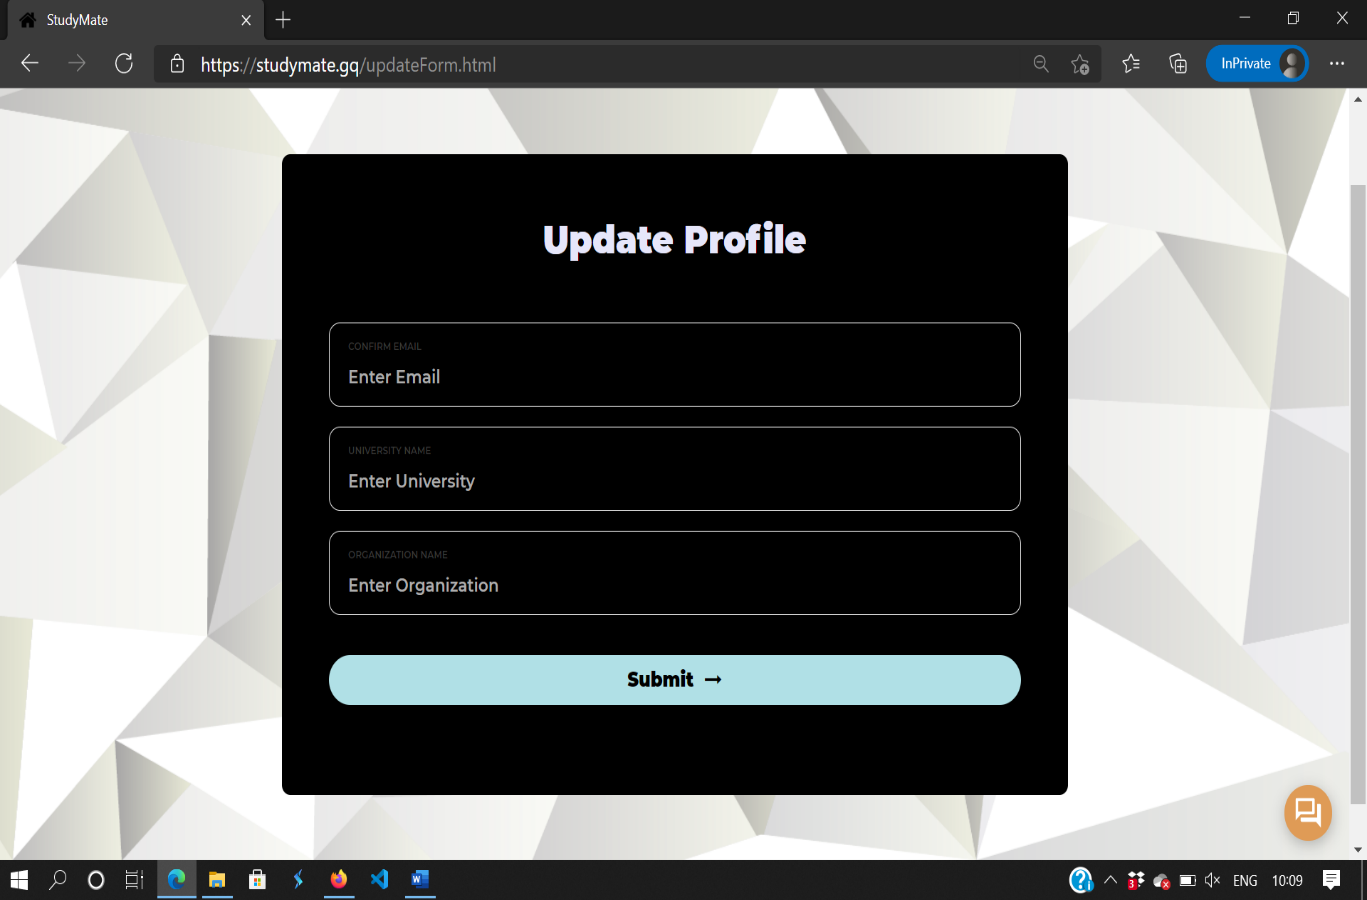 StudyMate
https://studymate.gq/updateForm.html
InPrivate
Update Profile
CONFIRM EMAIL
Enter Email
UNIVERSITY NAME
Enter University
ORGANIZATION NAME
Enter Organization
Submit →
3
ENG
10:09